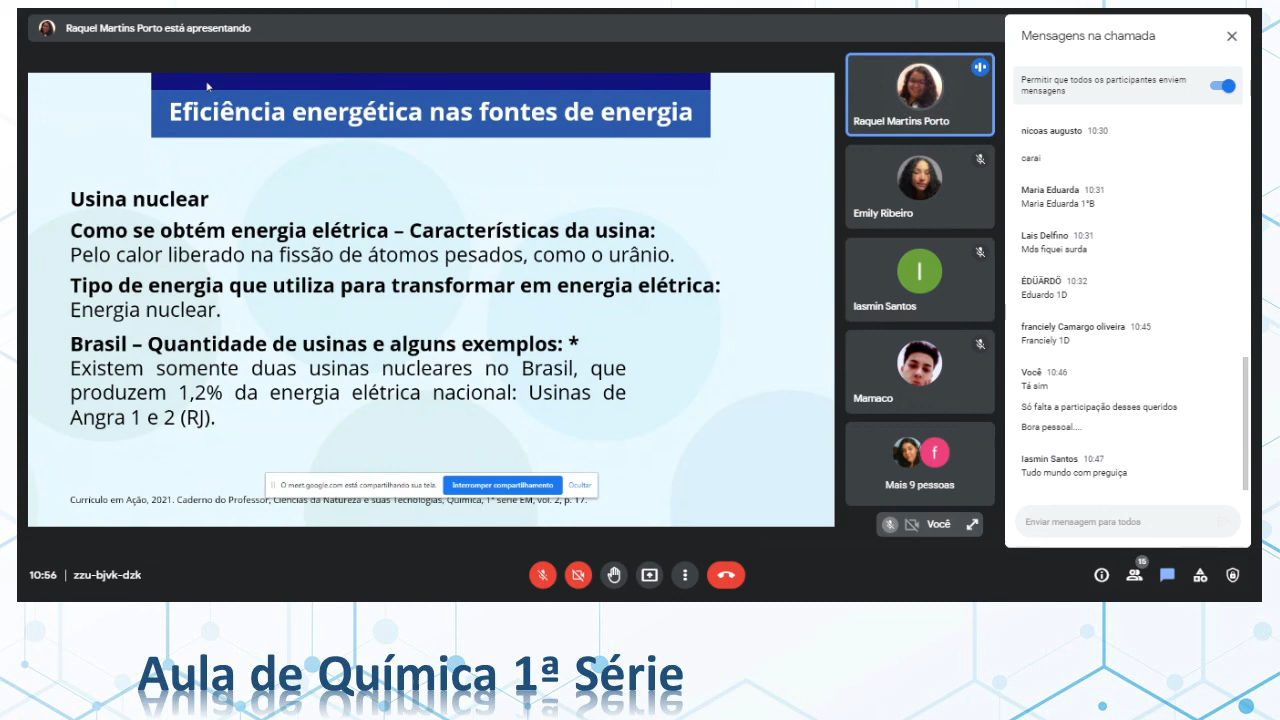 Raquel Martins Porto está apresentando
Eficiência energética nas fontes de energia
Usina nuclear
Como se obtém energia elétrica – Características da usina:
Pelo calor liberado na fissão de átomos pesados, como o urânio.
Tipo de energia que utiliza para transformar em energia elétrica:
Energia nuclear.
Brasil – Quantidade de usinas e alguns exemplos: *
Existem somente duas usinas nucleares no Brasil, que
produzem 1,2% da energia elétrica nacional: Usinas de
Angra 1 e 2 (RJ).
O meet.google.com está compartilhando sua tela.
Interromper compartilhamento
Ocultar
Currículo em Ação, 2021. Caderno do Professor, Ciências da Natureza e suas Tecnologias, Química, 1ª série EM, vol. 2, p. 17.
Raquel Martins Porto
Emily Ribeiro
I
Iasmin Santos
Mamaco
f
Mais 9 pessoas
Você
Mensagens na chamada
Permitir que todos os participantes enviem
mensagens
nicoas augusto 10:30
carai
Maria Eduarda 10:31
Maria Eduarda 1°B
Lais Delfino 10:31
Mds fiquei surda
ÈDÜÄRDÖ 10:32
Eduardo 1D
franciely Camargo oliveira 10:45
Franciely 1D
Você 10:46
Tá sim
Só falta a participação desses queridos
Bora pessoal....
Iasmin Santos 10:47
Tudo mundo com preguiça
Enviar mensagem para todos
10:56 | zzu-bjvk-dzk
15
Aula de Química 1ª Série